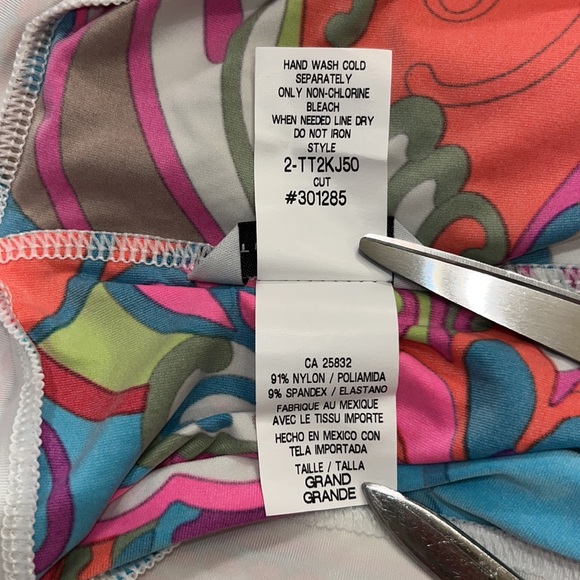 HAND WASH COLD
SEPARATELY
ONLY NON-CHLORINE
BLEACH
WHEN NEEDED LINE DRY
DO NOT IRON
STYLE
2-TT2KJ50
CUT
#301285
CA 25832
91% NYLON / POLIAMIDA
9% SPANDEX / ELASTANO
FABRIQUE AU MEXIQUE
AVEC LE TISSU IMPORTE
HECHO EN MEXICO CON
TELA IMPORTADA
TAILLE / TALLA
GRAND
GRANDE